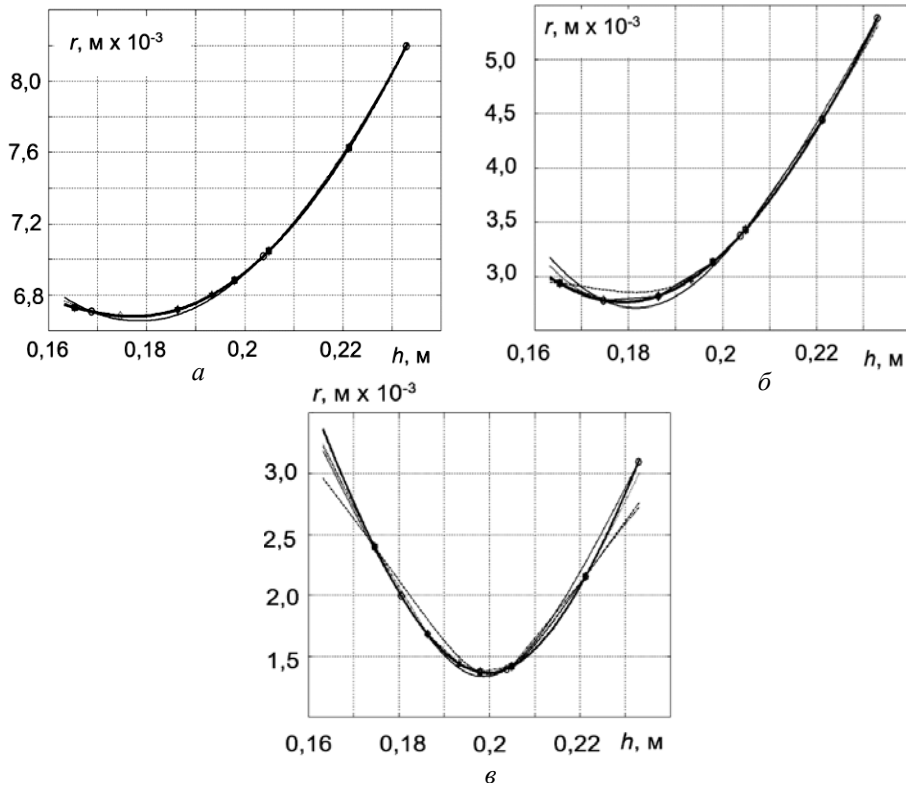 r, м x 10⁻³
8,0
7,6
7,2
6,8
0,16 0,18 0,2 0,22 h, м
а
r, м x 10⁻³
5,0
4,5
4,0
3,5
3,0
0,16 0,18 0,2 0,22 h, м
б
r, м x 10⁻³
3,0
2,5
2,0
1,5
0,16 0,18 0,2 0,22 h, м
в